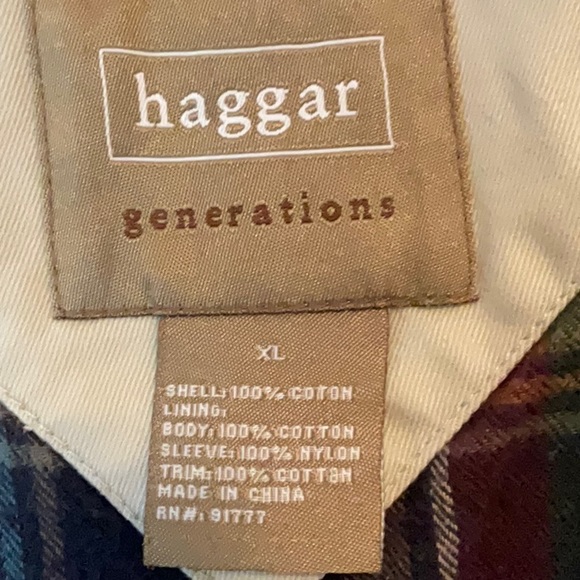 haggar
generations
XL
SHELL: 100% COTON
LINING:
BODY: 100% COTTON
SLEEVE: 100% NYLON
TRIM: 100% COTTON
MADE IN CHINA
RN#: 91777